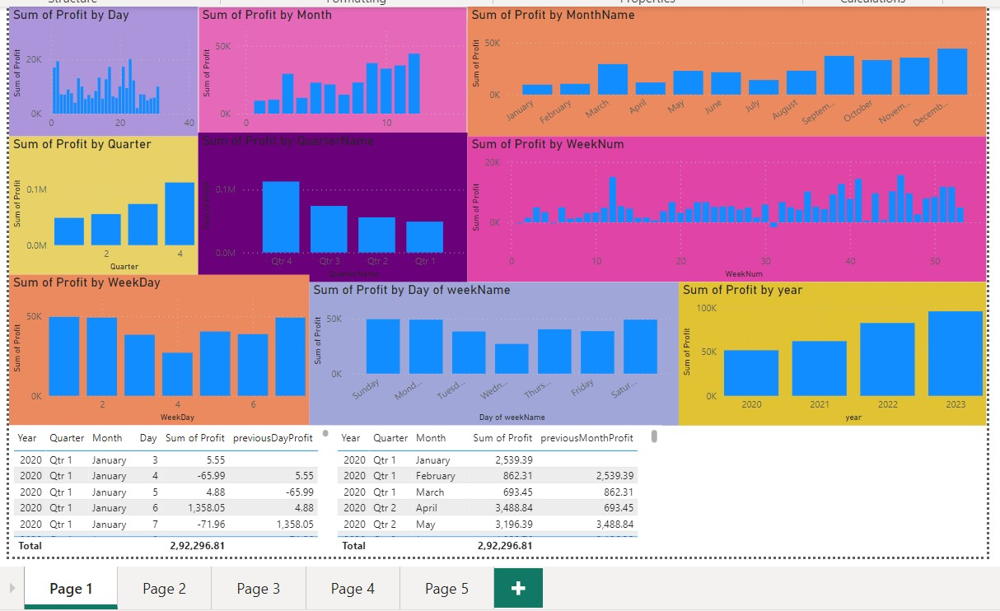 Structure Formatting Properties Calculations
Sum of Profit by Day
Sum of Profit
20K
0K
0 20 40
Sum of Profit by Month
Sum of Profit
50K
0K
0 10
Sum of Profit by MonthName
Sum of Profit
50K
0K
January February March April May June July August Septem... October Novem... Decemb...
Sum of Profit by Quarter
Sum of Profit
0.1M
0.0M
2 4
Quarter
Sum of Profit by QuarterName
Sum of Profit
0.1M
0.0M
Qtr 4 Qtr 3 Qtr 2 Qtr 1
QuarterName
Sum of Profit by WeekNum
Sum of Profit
20K
0K
0 10 20 30 40 50
WeekNum
Sum of Profit by WeekDay
Sum of Profit
50K
0K
2 4 6
WeekDay
Sum of Profit by Day of weekName
Sum of Profit
50K
0K
Sunday Mond... Tuesd... Wedn... Thurs... Friday Satur...
Day of weekName
Sum of Profit by year
Sum of Profit
100K
50K
0K
2020 2021 2022 2023
year
Year Quarter Month Day Sum of Profit previousDayProfit
2020 Qtr 1 January 3 5.55
2020 Qtr 1 January 4 -65.99 5.55
2020 Qtr 1 January 5 4.88 -65.99
2020 Qtr 1 January 6 1,358.05 4.88
2020 Qtr 1 January 7 -71.96 1,358.05
Total 2,92,296.81
Year Quarter Month Sum of Profit previousMonthProfit
2020 Qtr 1 January 2,539.39
2020 Qtr 1 February 862.31 2,539.39
2020 Qtr 1 March 693.45 862.31
2020 Qtr 2 April 3,488.84 693.45
2020 Qtr 2 May 3,196.39 3,488.84
Total 2,92,296.81
Page 1 Page 2 Page 3 Page 4 Page 5 +